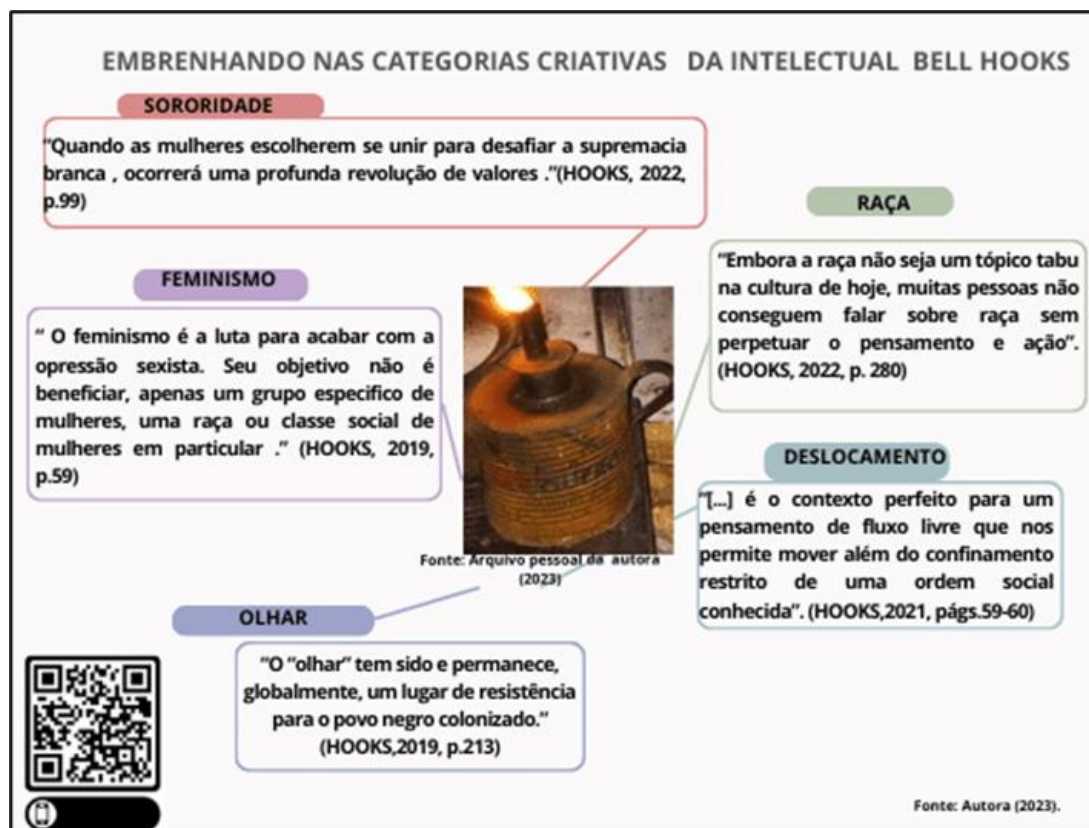 EMBRENHANDO NAS CATEGORIAS CRIATIVAS DA INTELECTUAL BELL HOOKS
SORORIDADE
"Quando as mulheres escolherem se unir para desafiar a supremacia
branca , ocorrerá uma profunda revolução de valores ."(HOOKS, 2022,
p.99)
FEMINISMO
" O feminismo é a luta para acabar com a
opressão sexista. Seu objetivo não é
beneficiar, apenas um grupo especifico de
mulheres, uma raça ou classe social de
mulheres em particular ." (HOOKS, 2019,
p.59)
RAÇA
"Embora a raça não seja um tópico tabu
na cultura de hoje, muitas pessoas não
conseguem falar sobre raça sem
perpetuar o pensamento e ação".
(HOOKS, 2022, p. 280)
DESLOCAMENTO
"[...] é o contexto perfeito para um
pensamento de fluxo livre que nos
permite mover além do confinamento
restrito de uma ordem social
conhecida". (HOOKS,2021, págs.59-60)
Fonte: Arquivo pessoal da autora
(2023)
OLHAR
"O "olhar" tem sido e permanece,
globalmente, um lugar de resistência
para o povo negro colonizado."
(HOOKS,2019, p.213)
Fonte: Autora (2023).